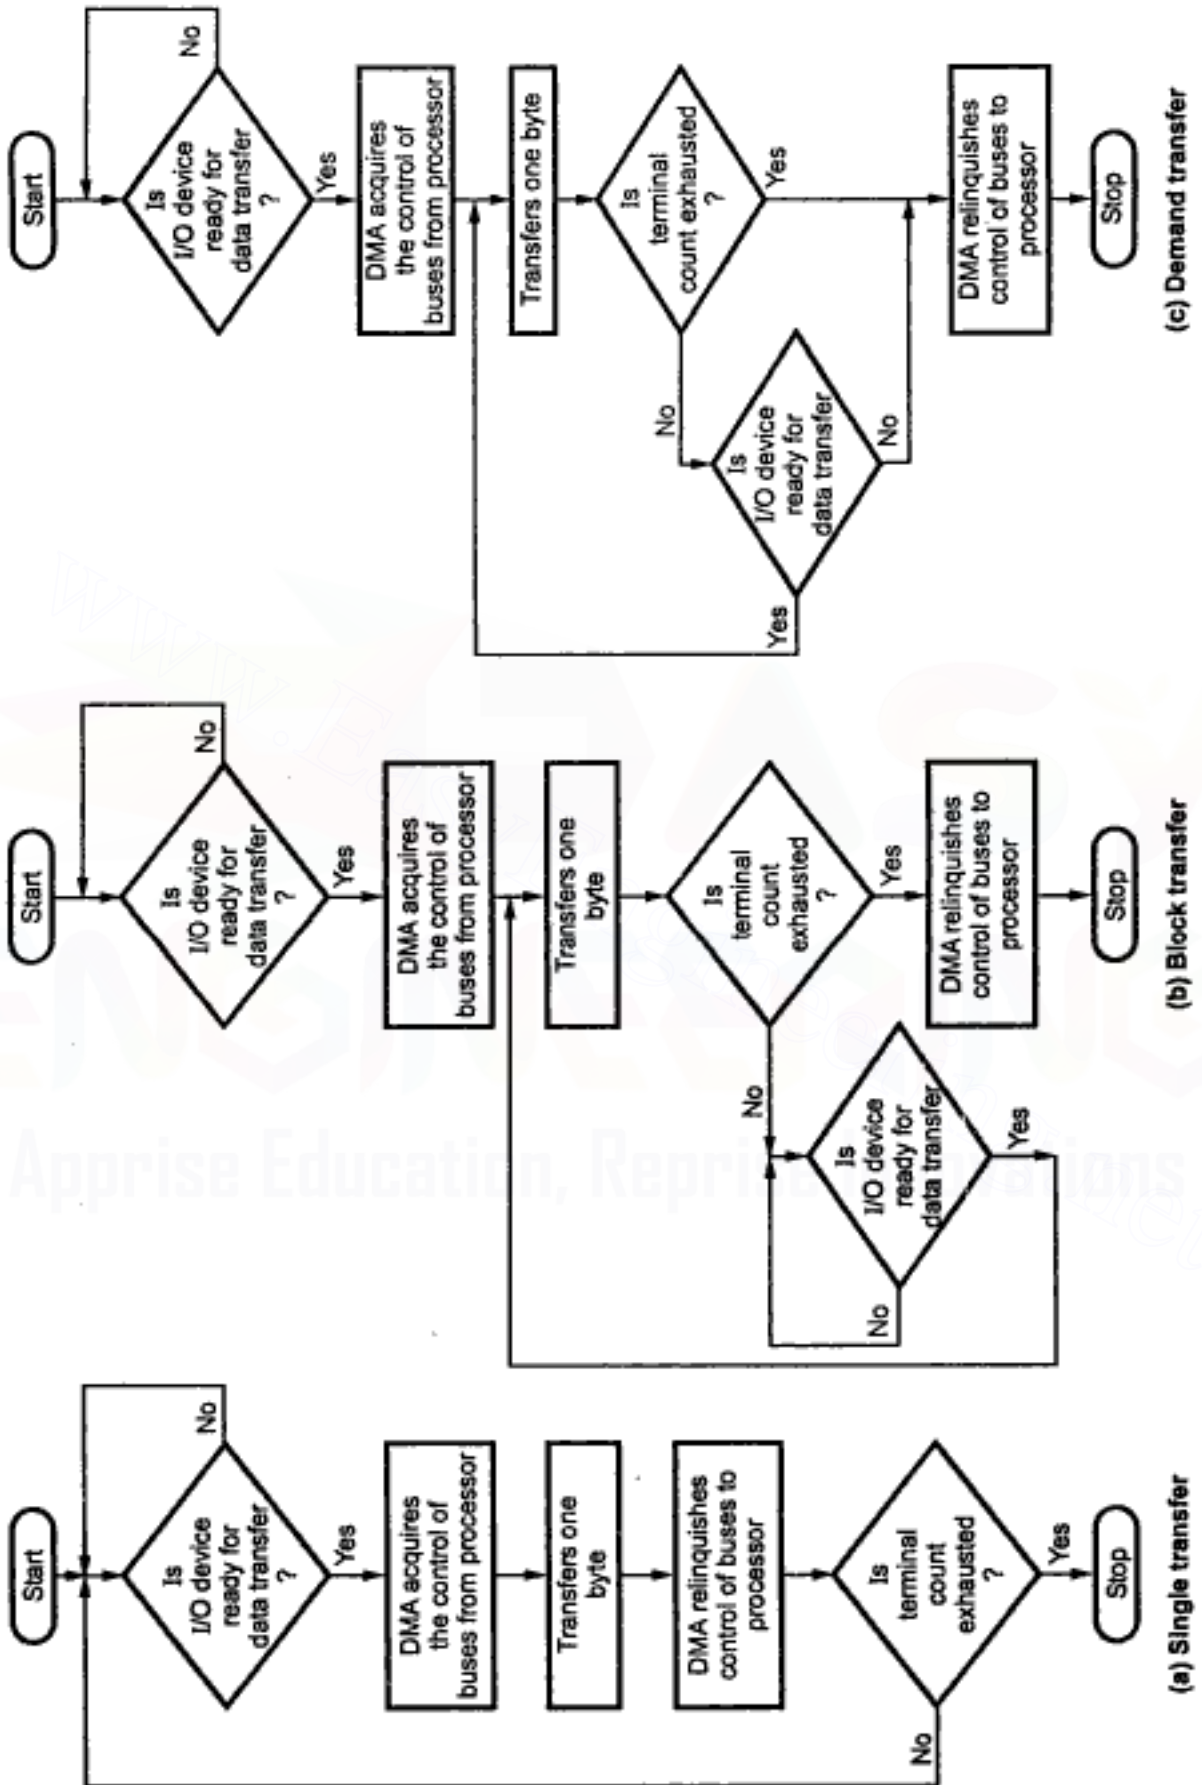 Start
Is
I/O device
ready for
data transfer
?
No
Yes
DMA acquires
the control of
buses from processor
Transfers one
byte
DMA relinquishes
control of buses to
processor
Is
terminal
count
exhausted
?
No
Yes
Stop
(a) Single transfer
Start
Is
I/O device
ready for
data transfer
?
No
Yes
DMA acquires
the control of
buses from processor
Transfers one
byte
Is
terminal
count
exhausted
?
No
Yes
Is
I/O device
ready for
data transfer
No
Yes
DMA relinquishes
control of buses to
processor
Stop
(b) Block transfer
Start
Is
I/O device
ready for
data transfer
?
No
Yes
DMA acquires
the control of
buses from processor
Transfers one byte
Is
terminal
count exhausted
?
No
Yes
Is
I/O device
ready for
data transfer
Yes
No
DMA relinquishes
control of buses to
processor
Stop
(c) Demand transfer
EASY
ENGINEERING
Apprise Education, Reprise Innovations